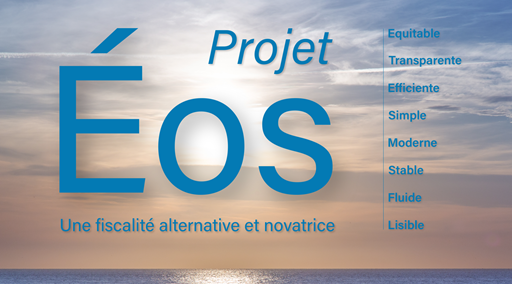 Projet
Éos
Une fiscalité alternative et novatrice
Equitable
Transparente
Efficiente
Simple
Moderne
Stable
Fluide
Lisible